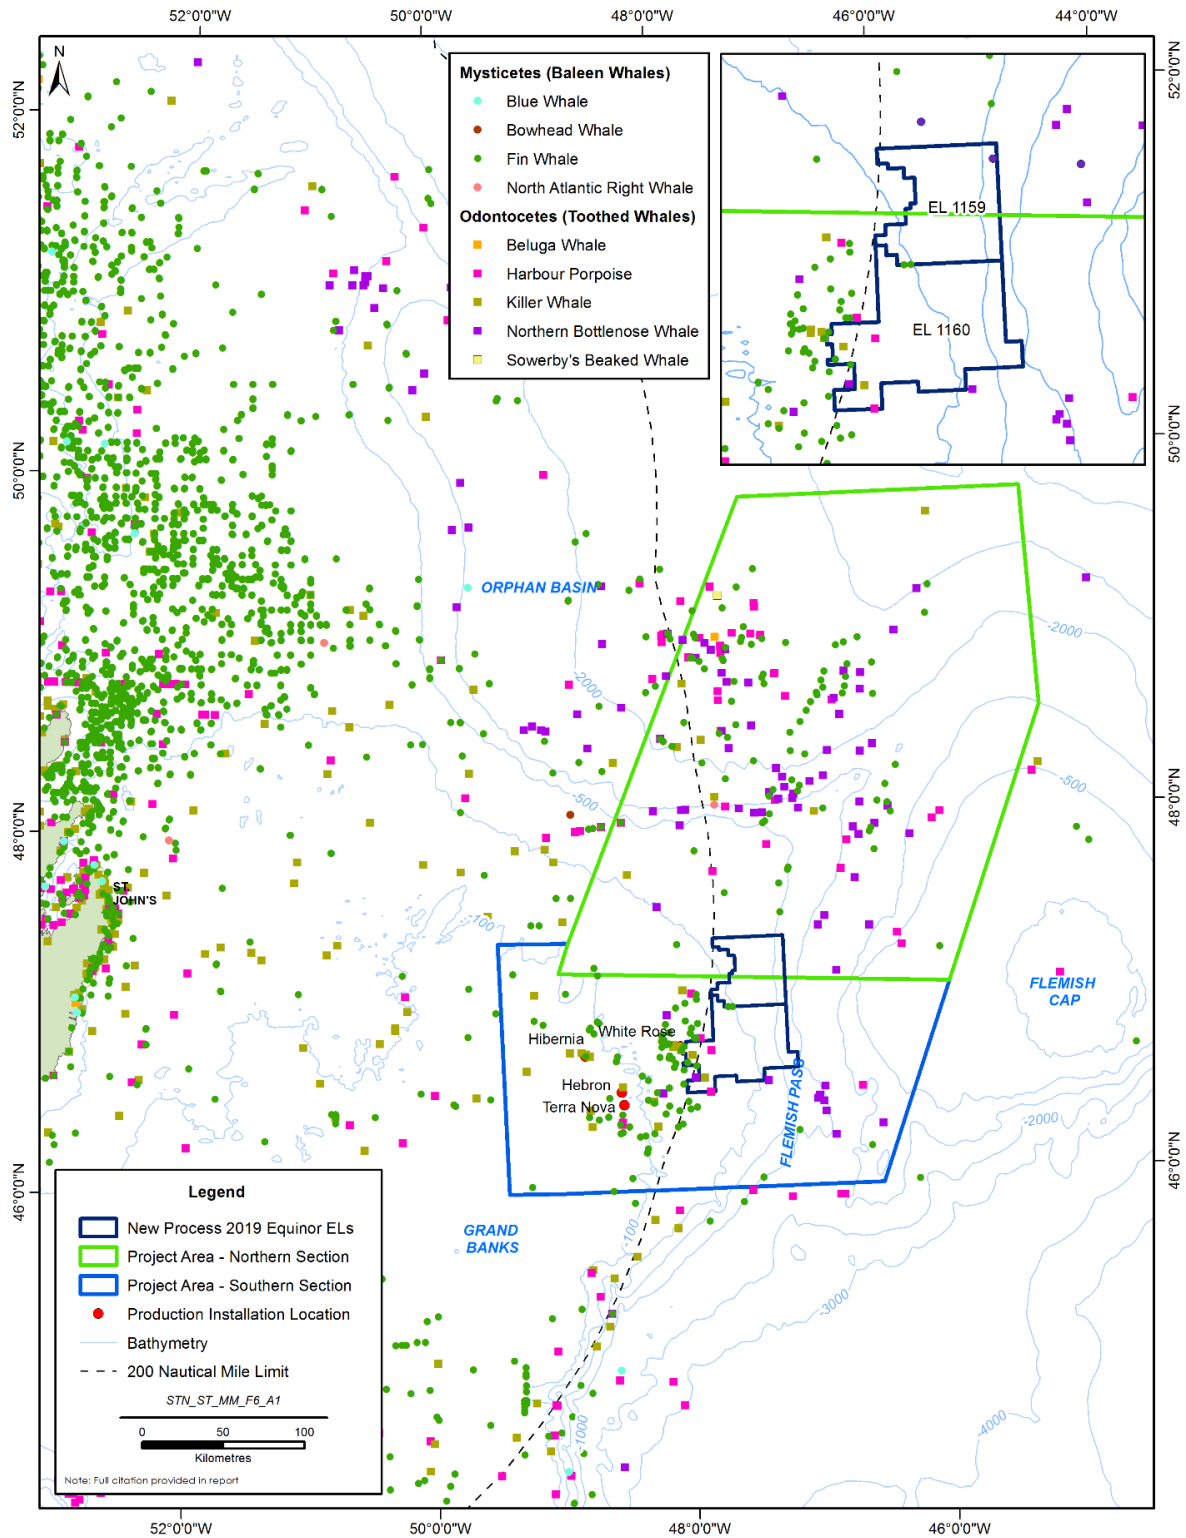 52°0'0"W
50°0'0"W
48°0'0"W
46°0'0"W
44°0'0"W
N
Mysticetes (Baleen Whales)
Blue Whale
Bowhead Whale
Fin Whale
North Atlantic Right Whale
Odontocetes (Toothed Whales)
Beluga Whale
Harbour Porpoise
Killer Whale
Northern Bottlenose Whale
Sowerby's Beaked Whale
EL 1159
EL 1160
52°0'0"N
52°0'0"N
50°0'0"N
50°0'0"N
ORPHAN BASIN
-2000
-2000
-500
-500
48°0'0"N
48°0'0"N
ST.
JOHN'S
-100
FLEMISH
CAP
White Rose
Hibernia
Hebron
Terra Nova
FLEMISH PASS
-2000
46°0'0"N
46°0'0"N
GRAND
BANKS
-100
-3000
-1000
-4000
Legend
New Process 2019 Equinor ELs
Project Area - Northern Section
Project Area - Southern Section
Production Installation Location
Bathymetry
200 Nautical Mile Limit
STN_ST_MM_F6_A1
0 50 100
Kilometres
Note: Full citation provided in report
52°0'0"W
50°0'0"W
48°0'0"W
46°0'0"W